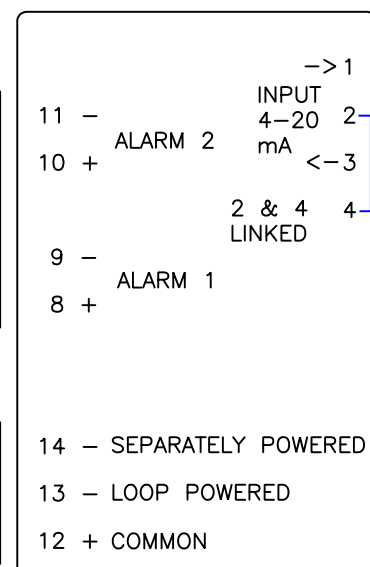 ->1
INPUT
11 - 4-20 2
ALARM 2 mA
10 + <-3
2 & 4 4
LINKED
9 -
ALARM 1
8 +
14 - SEPARATELY POWERED
13 - LOOP POWERED
12 + COMMON